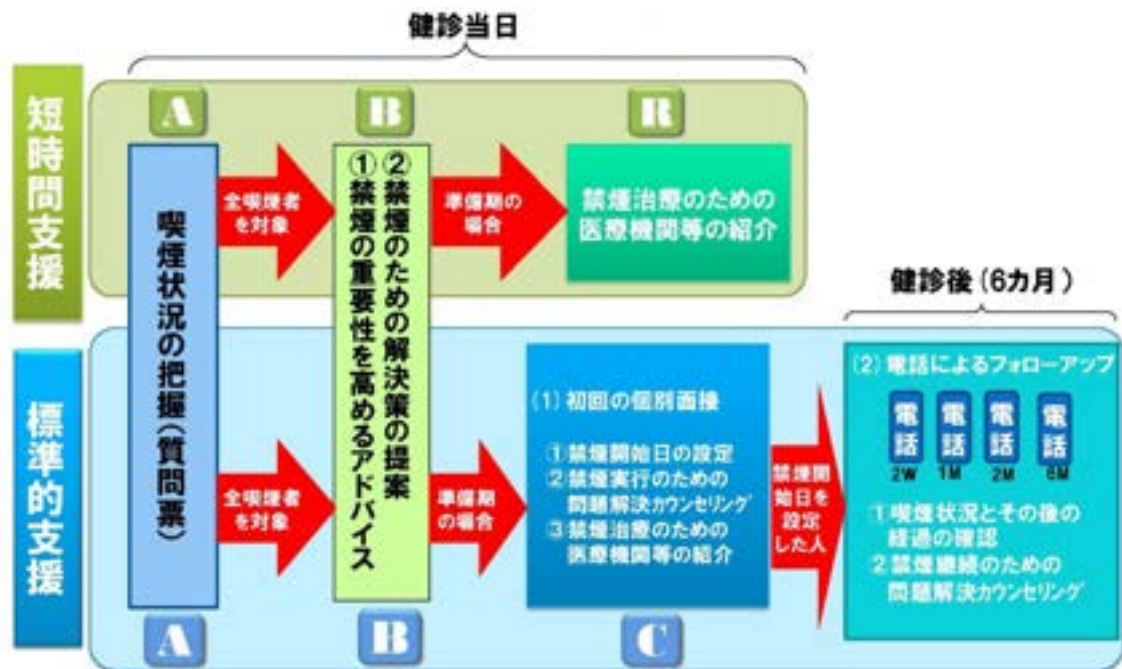 健診当日
短時間支援
A
B
R
喫煙状況の把握(質問票)
全喫煙者
を対象
①禁煙の重要性を高めるアドバイス
②禁煙のための解決策の提案
準備期の
場合
禁煙治療のための
医療機関等の紹介
健診後(6カ月)
標準的支援
全喫煙者
を対象
準備期
の場合
(1)初回の個別面接
①禁煙開始日の設定
②禁煙実行のための
問題解決カウンセリング
③禁煙治療のための
医療機関等の紹介
禁煙開
始日を
設定
した人
(2)電話によるフォローアップ
電話
電話
電話
電話
2W
1M
2M
6M
①喫煙状況とその後の
経過の確認
②禁煙継続のための
問題解決カウンセリング
A
B
C